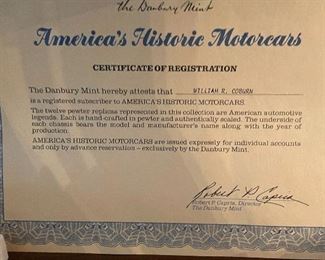 the Danbury Mint
America's Historic Motorcars
CERTIFICATE OF REGISTRATION
The Danbury Mint hereby attests that WILLIAM R. COBURN
is a registered subscriber to AMERICA'S HISTORIC MOTORCARS.
The twelve pewter replicas represented in this collection are American automotive
legends. Each is hand-crafted in pewter and authentically scaled. The underside of
each chassis bears the model and manufacturer's name along with the year of
production.
AMERICA'S HISTORIC MOTORCARS are issued expressly for individual accounts
and only by advance reservation – exclusively by the Danbury Mint.
Robert P. Capria
Robert P. Capria, Director
The Danbury Mint